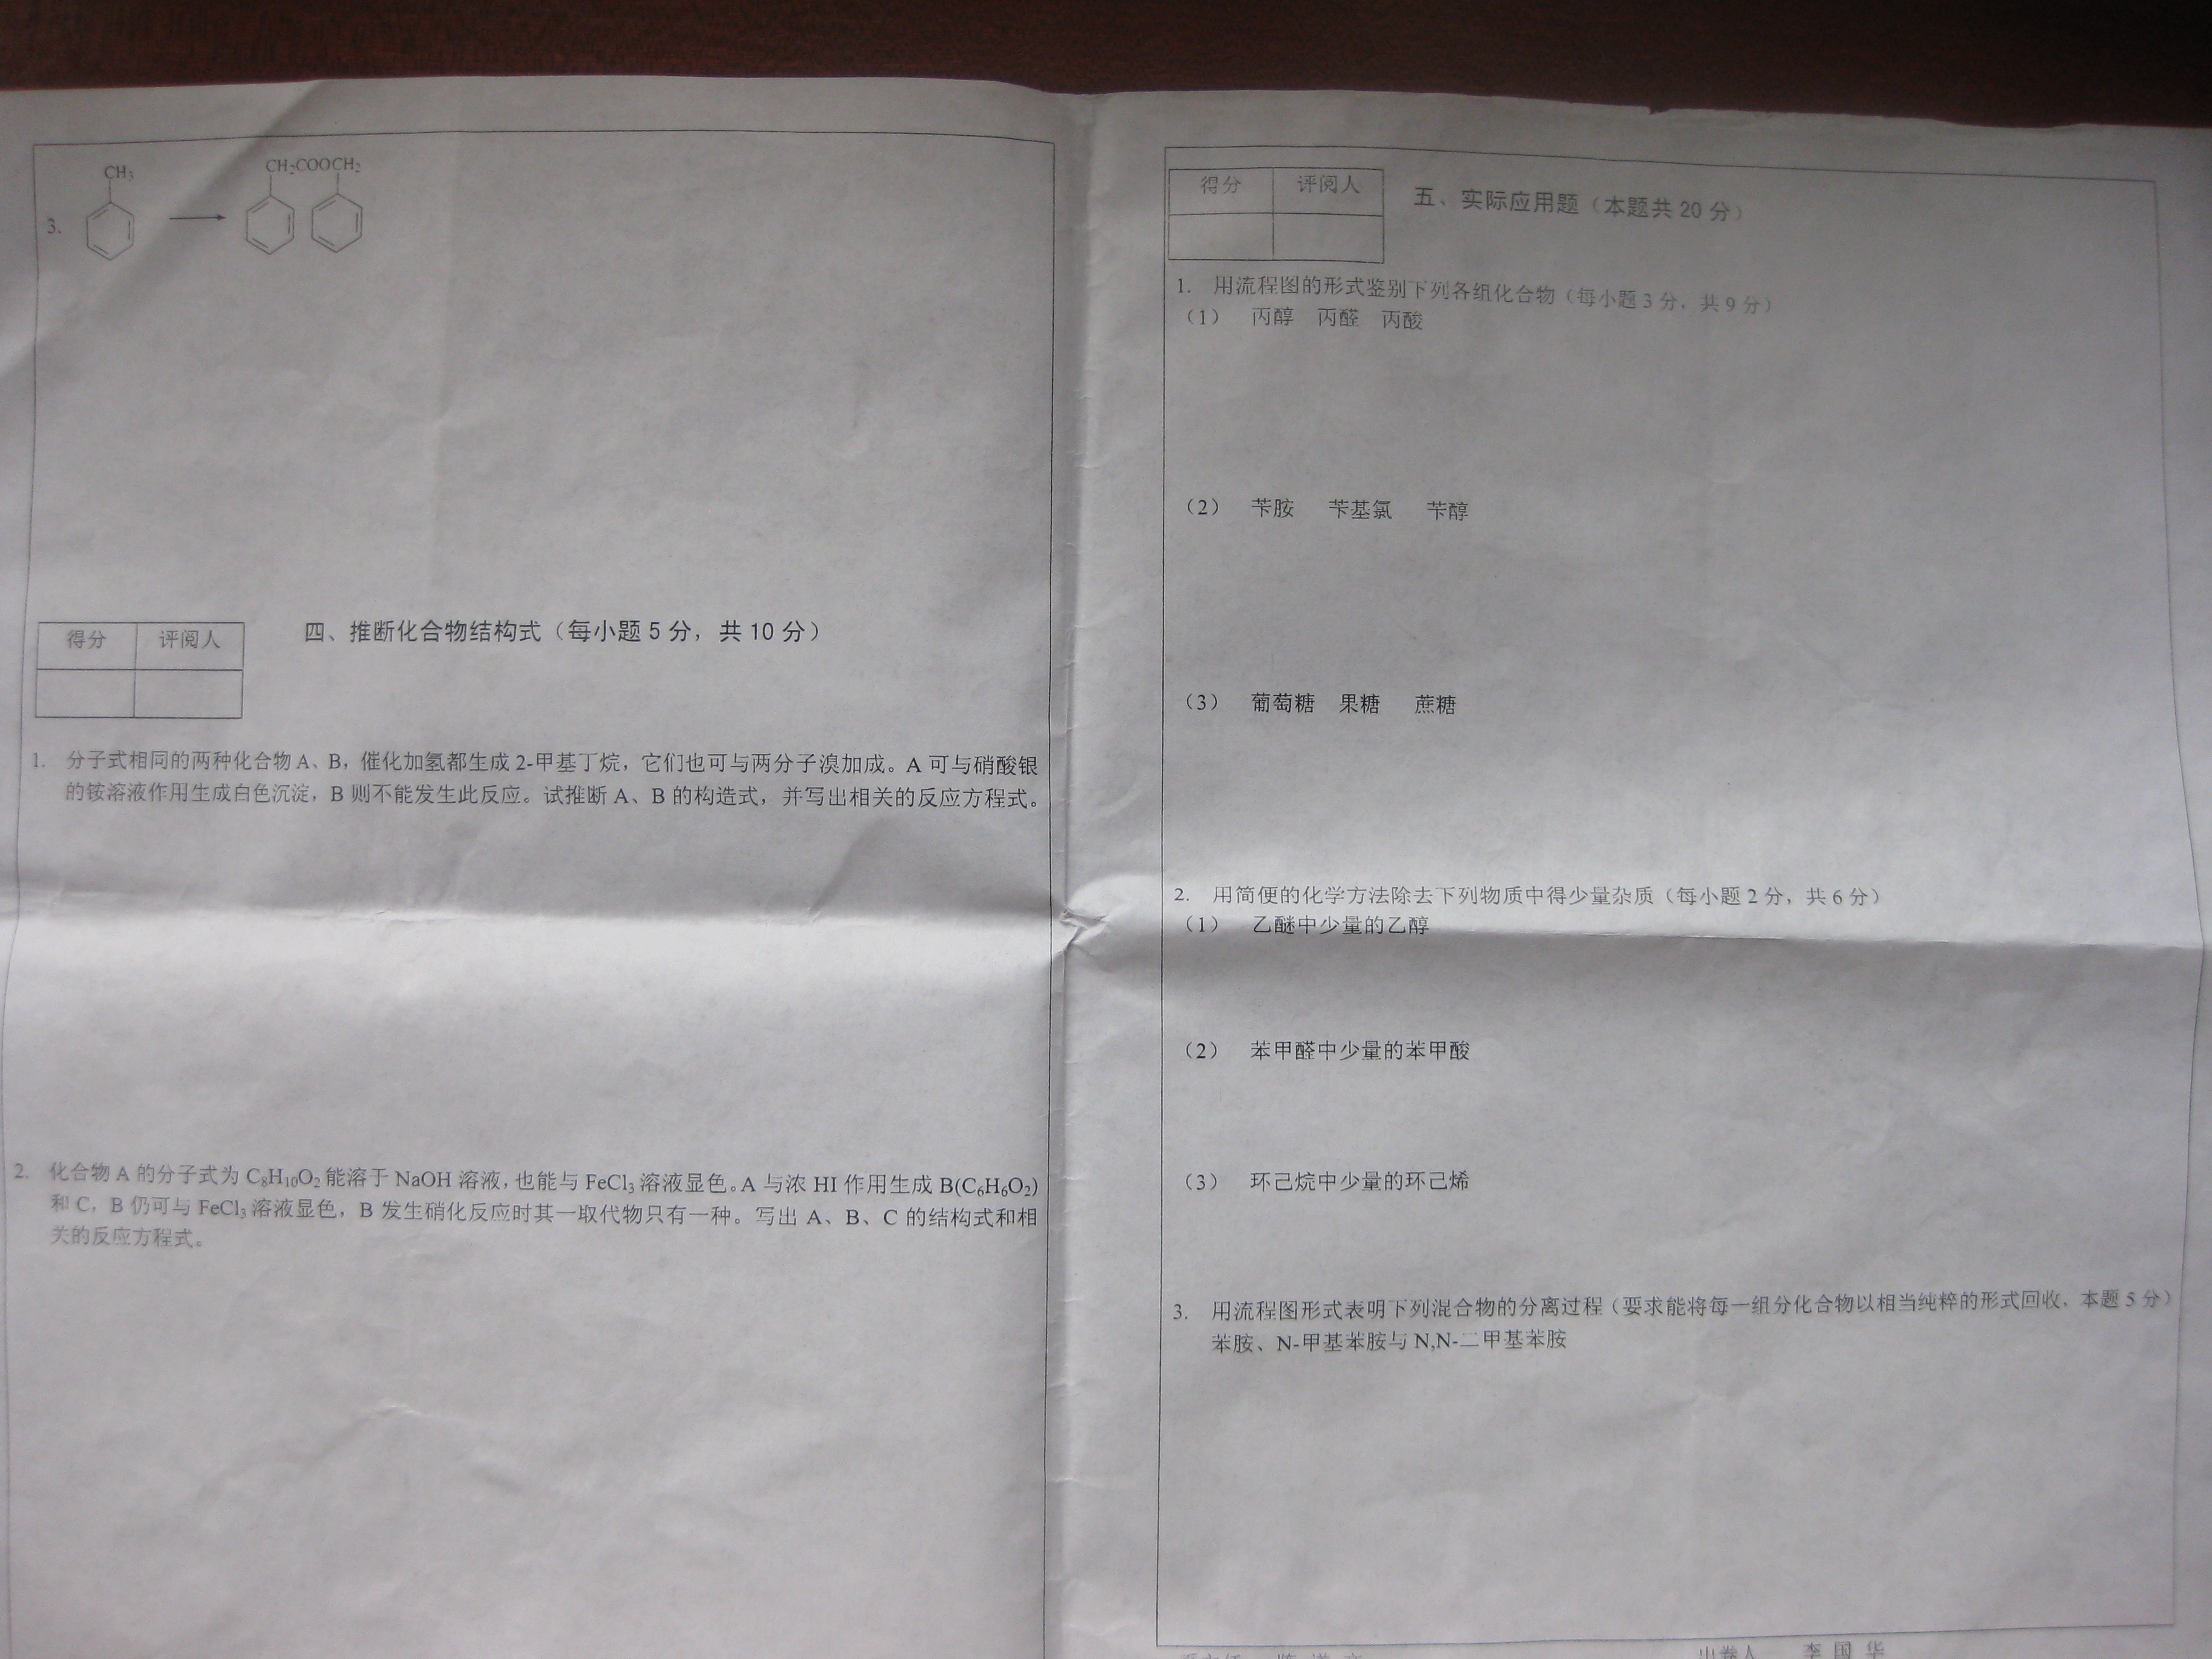 CH₃
CH₂COOCH₂
3.
得分 评阅人
四、推断化合物结构式（每小题 5 分，共 10 分）
1. 分子式相同的两种化合物 A、B，催化加氢都生成 2-甲基丁烷，它们也可与两分子溴加成。A 可与硝酸银
的铵溶液作用生成白色沉淀，B 则不能发生此反应。试推断 A、B 的构造式，并写出相关的反应方程式。
2. 化合物 A 的分子式为 C₈H₁₀O₂ 能溶于 NaOH 溶液，也能与 FeCl₃ 溶液显色。A 与浓 HI 作用生成 B(C₆H₆O₂)
和 C，B 仍可与 FeCl₃ 溶液显色，B 发生硝化反应时其一取代物只有一种。写出 A、B、C 的结构式和相
关的反应方程式。
得分 评阅人
五、实际应用题（本题共 20 分）
1. 用流程图的形式鉴别下列各组化合物（每小题 3 分，共 9 分）
（1） 丙醇 丙醛 丙酸
（2） 苄胺 苄基氯 苄醇
（3） 葡萄糖 果糖 蔗糖
2. 用简便的化学方法除去下列物质中得少量杂质（每小题 2 分，共 6 分）
（1） 乙醚中少量的乙醇
（2） 苯甲醛中少量的苯甲酸
（3） 环己烷中少量的环己烯
3. 用流程图形式表明下列混合物的分离过程（要求能将每一组分化合物以相当纯粹的形式回收，本题 5 分）
苯胺、N-甲基苯胺与 N,N-二甲基苯胺
出卷人 李 国 华